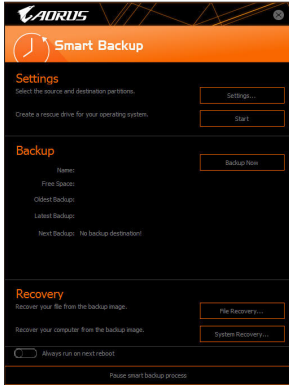 AORUS
Smart Backup
Settings
Select the source and destination partitions.
Settings...
Create a rescue drive for your operating system.
Start
Backup
Backup Now
Name:
Free Space:
Oldest Backup:
Latest Backup:
Next Backup: No backup destination!
Recovery
Recover your file from the backup image.
File Recovery...
Recover your computer from the backup image.
System Recovery...
Always run on next reboot
Pause smart backup process